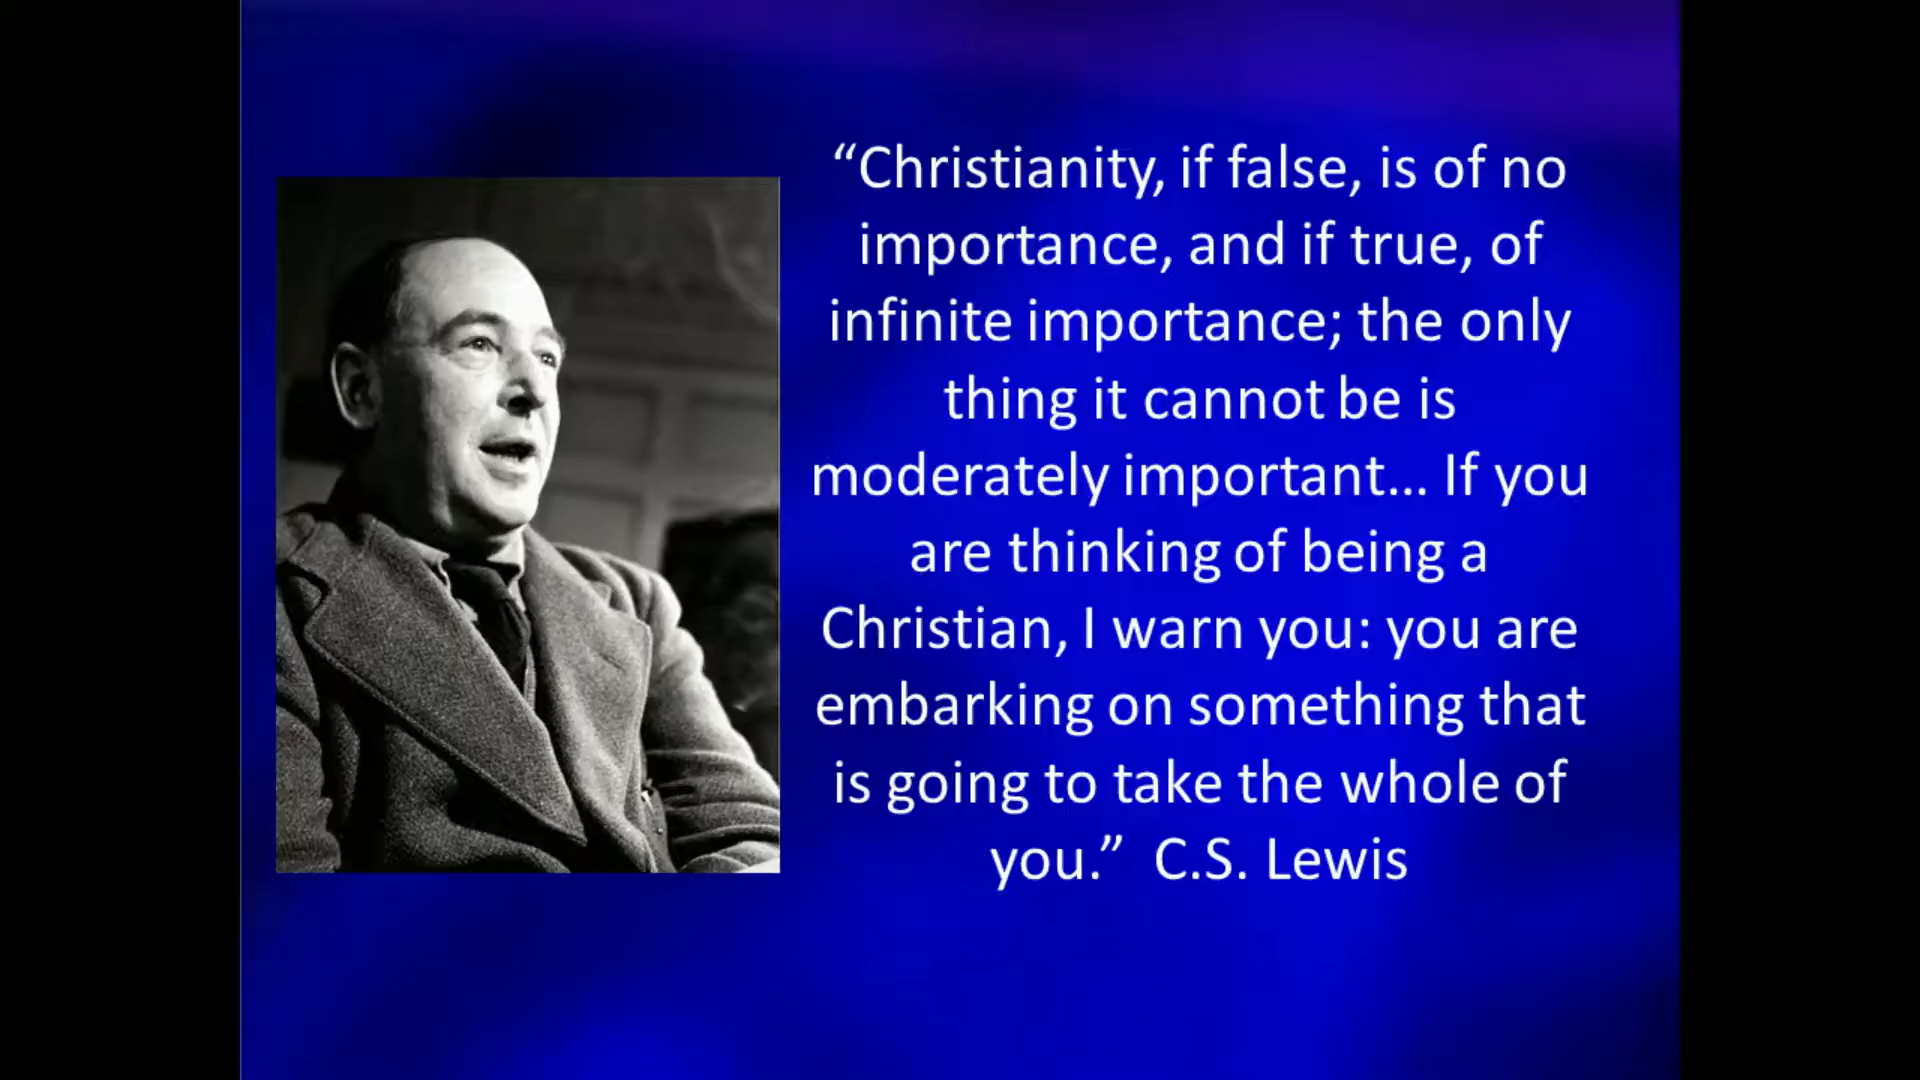 “Christianity, if false, is of no
importance, and if true, of
infinite importance; the only
thing it cannot be is
moderately important... If you
are thinking of being a
Christian, I warn you: you are
embarking on something that
is going to take the whole of
you.”  C.S. Lewis